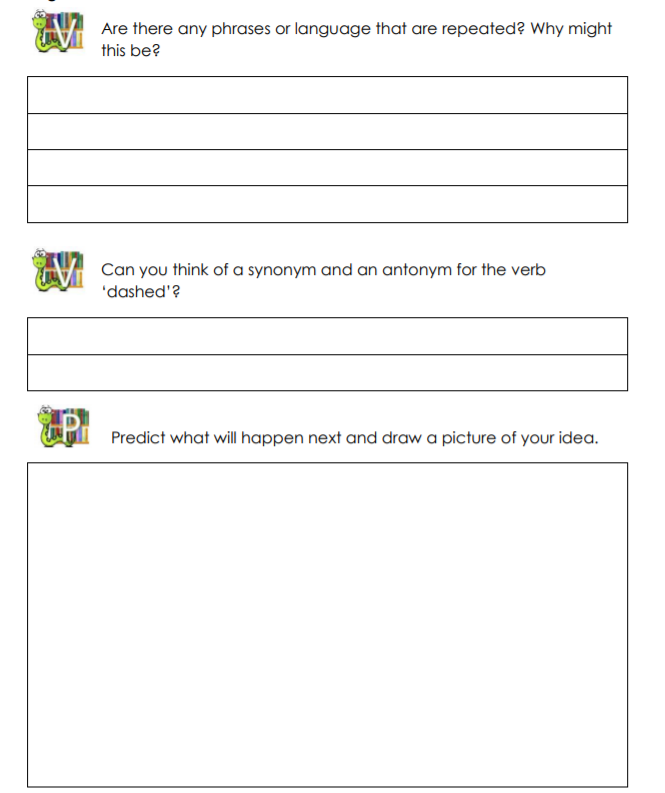 V
Are there any phrases or language that are repeated? Why might
this be?
V
Can you think of a synonym and an antonym for the verb
‘dashed’?
P
Predict what will happen next and draw a picture of your idea.